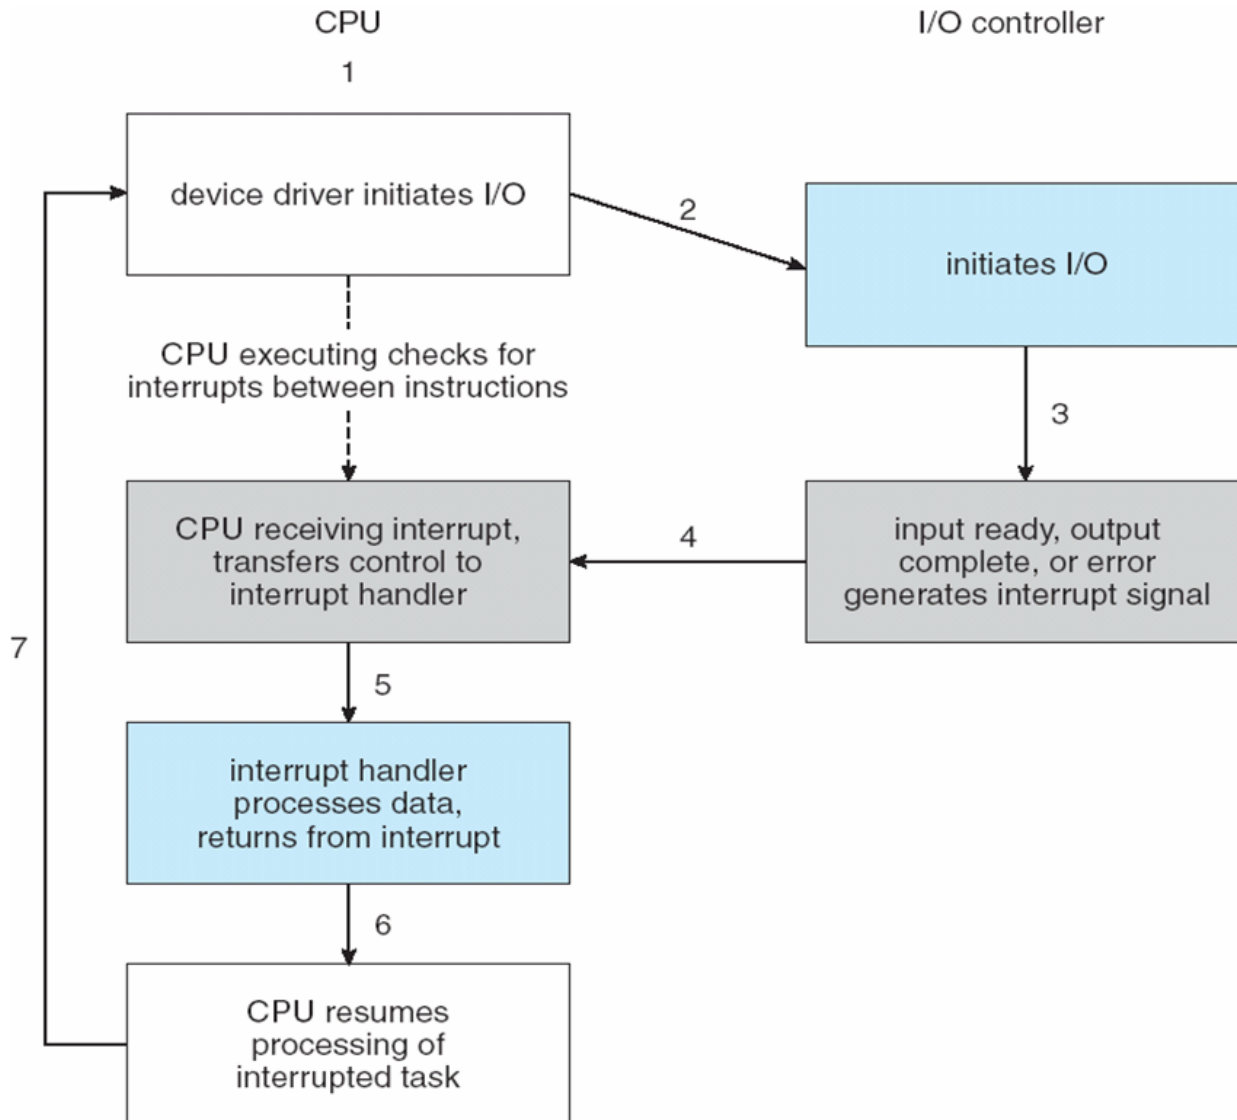 CPU
I/O controller
1
device driver initiates I/O
2
initiates I/O
CPU executing checks for
interrupts between instructions
3
CPU receiving interrupt,
transfers control to
interrupt handler
4
input ready, output
complete, or error
generates interrupt signal
7
5
interrupt handler
processes data,
returns from interrupt
6
CPU resumes
processing of
interrupted task